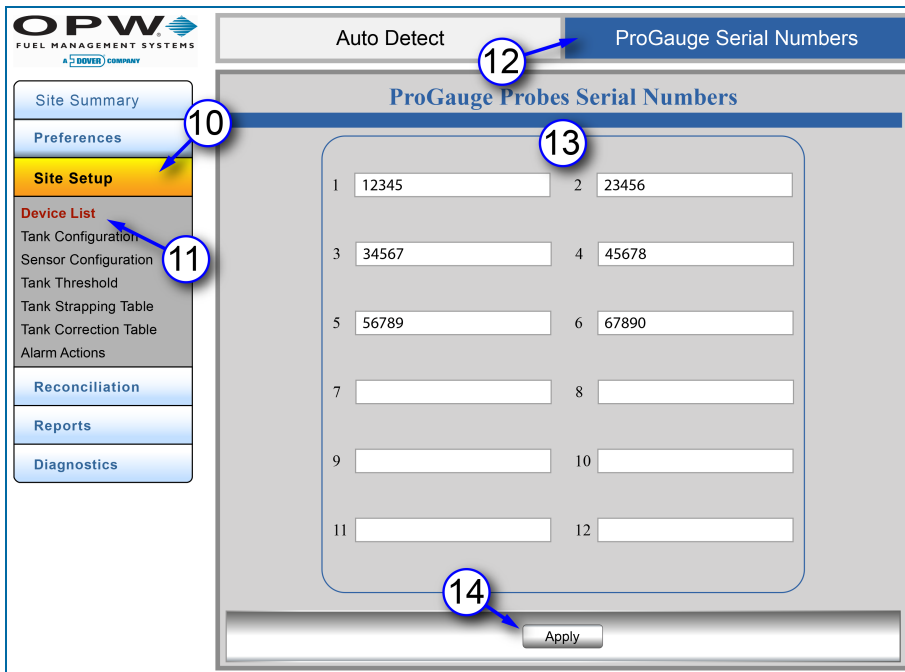 OPW
FUEL MANAGEMENT SYSTEMS
A DOVER COMPANY
Auto Detect
ProGauge Serial Numbers
12
Site Summary
Preferences
10
Site Setup
Device List
Tank Configuration
Sensor Configuration
11
Tank Threshold
Tank Strapping Table
Tank Correction Table
Alarm Actions
Reconciliation
Reports
Diagnostics
ProGauge Probes Serial Numbers
13
1 12345 2 23456
3 34567 4 45678
5 56789 6 67890
7 8
9 10
11 12
14
Apply